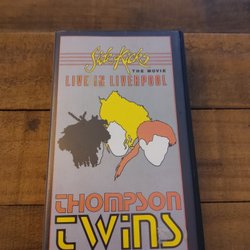 Side Kicks
THE MOVIE
LIVE IN LIVERPOOL
THOMPSON
TWINS